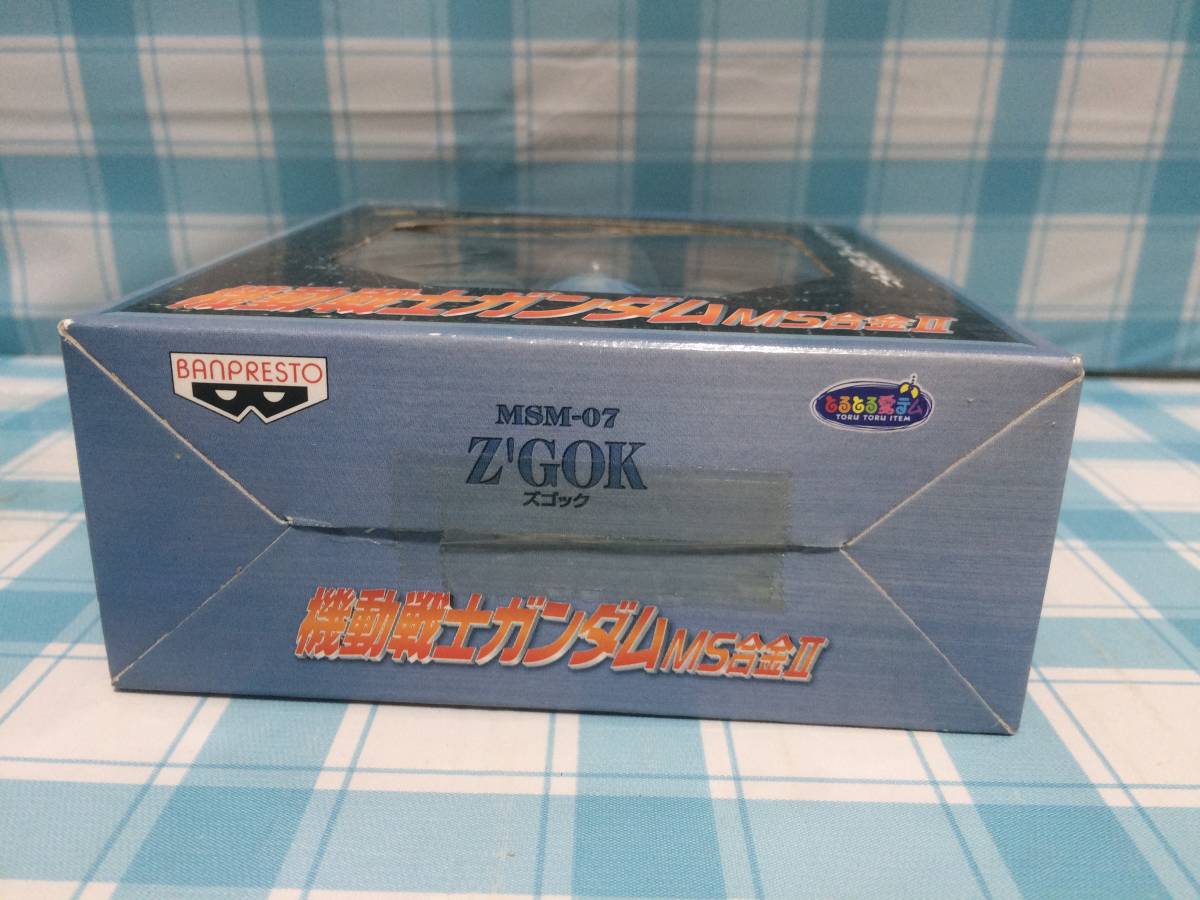 機動戦士ガンダムMS合金II
BANPRESTO
とるとる愛テム
TORU TORU ITEM
MSM-07
Z'GOK
ズゴック
機動戦士ガンダムMS合金II